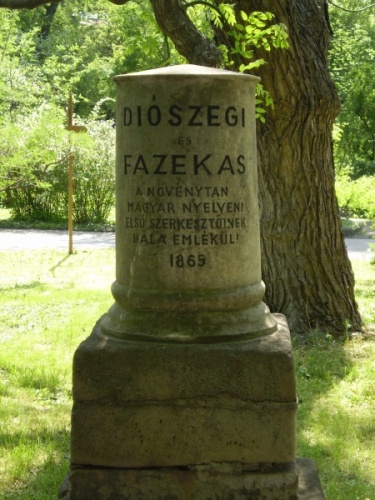 DIÓSZEGI
ÉS
FAZEKAS
A NÖVÉNYTAN
MAGYAR NYELVENI
ELSŐ SZERKESZTŐINEK
HÁLA EMLÉKÜL!
1865